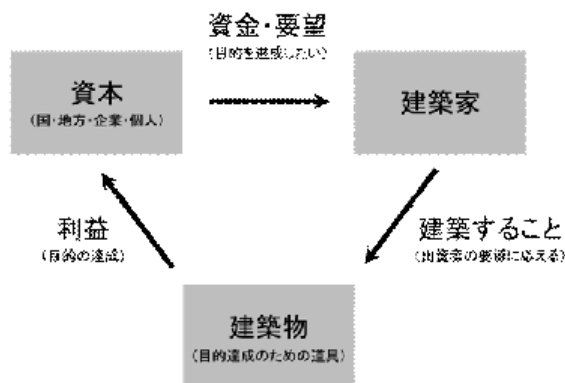 資金・要望
(目的を達成したい)
資本
(国・地方・企業・個人)
建築家
利益
(目的の達成)
建築すること
(出資者の要望に応える)
建築物
(目的達成のための道具)